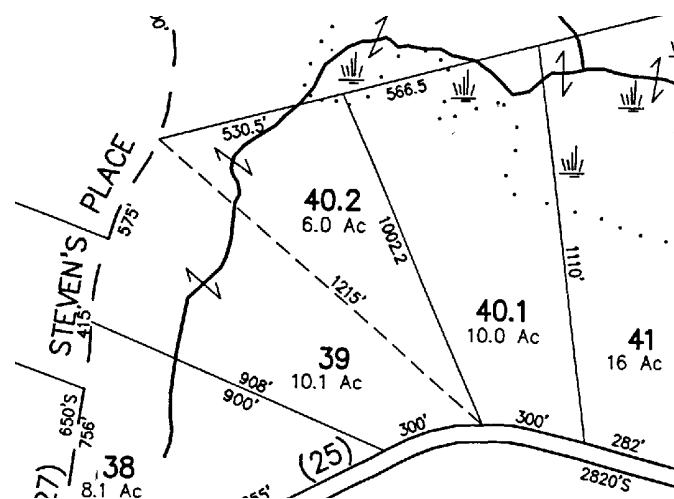 566.5
530.5'
STEVEN'S PLACE
575'
40.2
6.0 Ac
1002.2
1110'
1215'
40.1
10.0 Ac
41
16 Ac
415'
39
10.1 Ac
908'
900'
650'S
756'
300'
300'
282'
(25)
38
8.1 Ac
2820'S